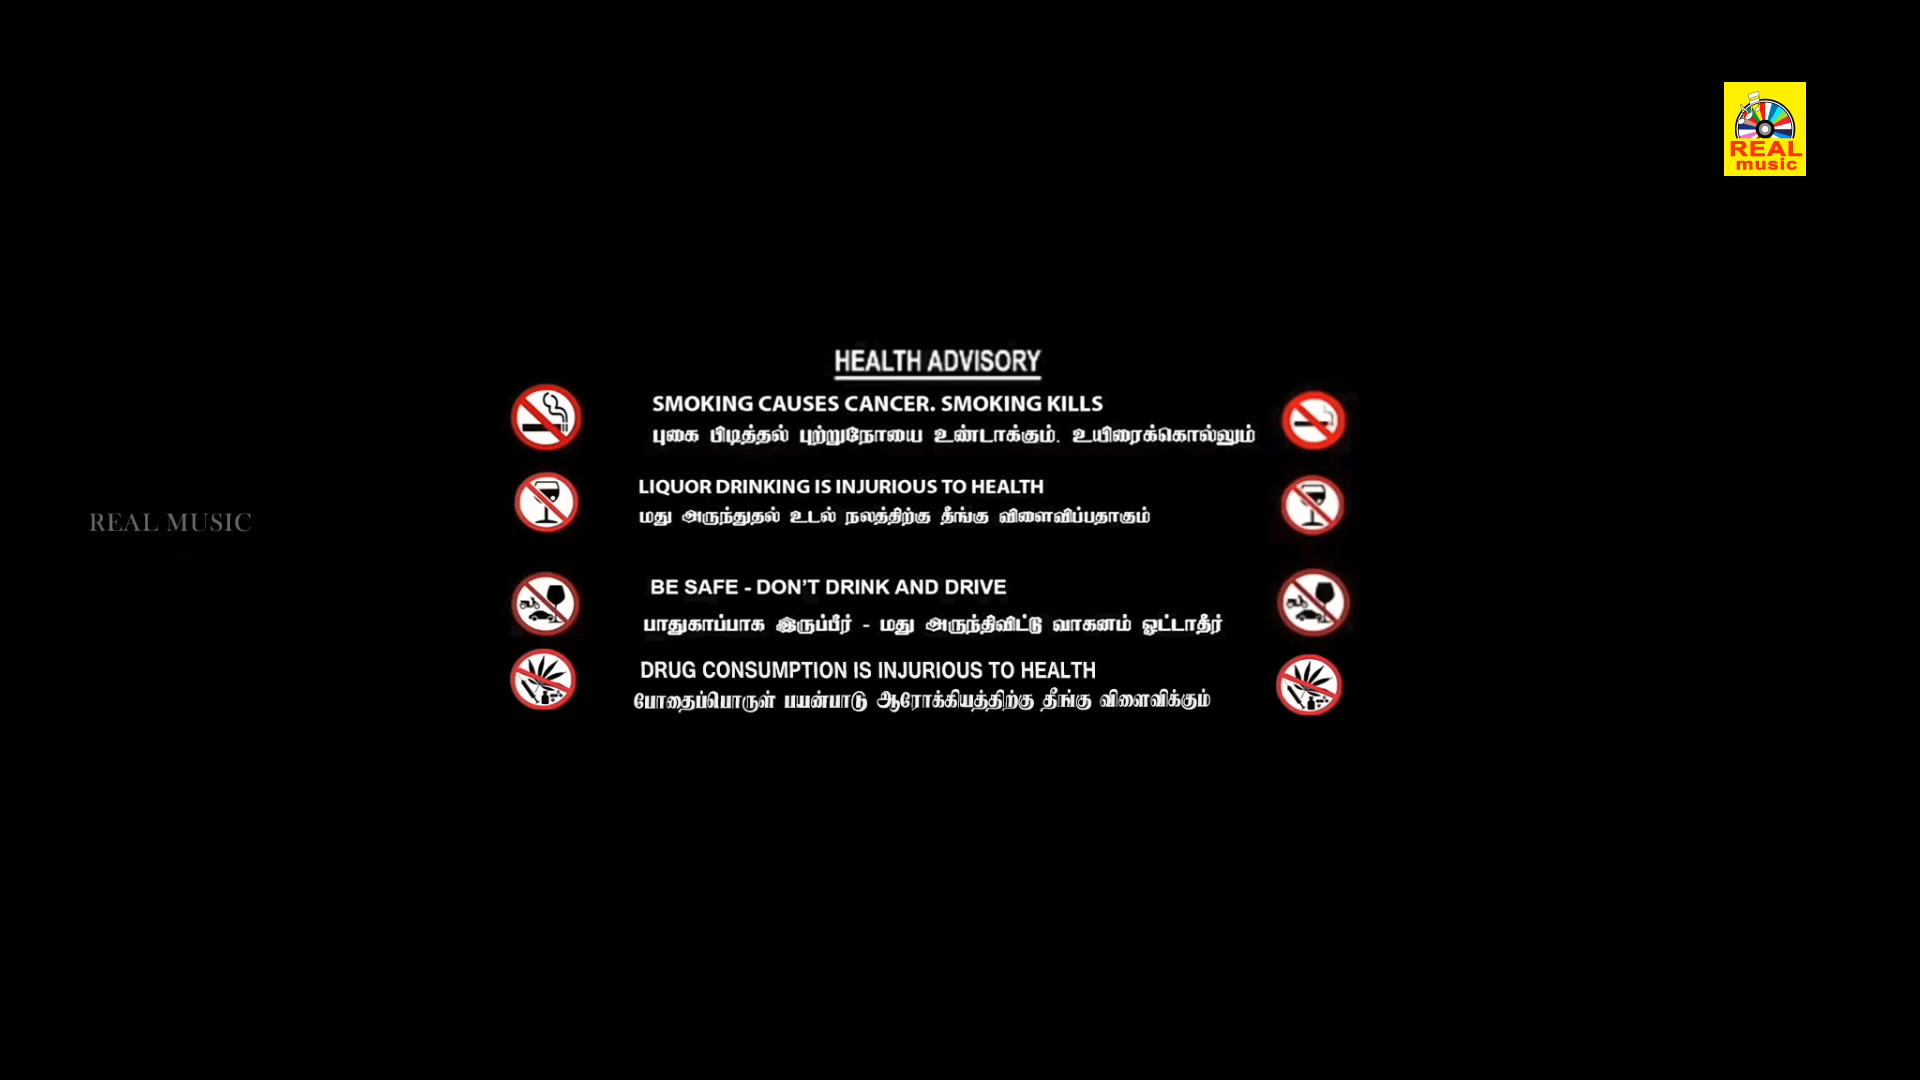 REAL
music
HEALTH ADVISORY
SMOKING CAUSES CANCER. SMOKING KILLS
புகை பிடித்தல் புற்றுநோயை உண்டாக்கும். உயிரைக்கொல்லும்
LIQUOR DRINKING IS INJURIOUS TO HEALTH
மது அருந்துதல் உடல் நலத்திற்கு தீங்கு விளைவிப்பதாகும்
REAL MUSIC
BE SAFE - DON'T DRINK AND DRIVE
பாதுகாப்பாக இருப்பீர் - மது அருந்திவிட்டு வாகனம் ஓட்டாதீர்
DRUG CONSUMPTION IS INJURIOUS TO HEALTH
போதைப்பொருள் பயன்பாடு ஆரோக்கியத்திற்கு தீங்கு விளைவிக்கும்